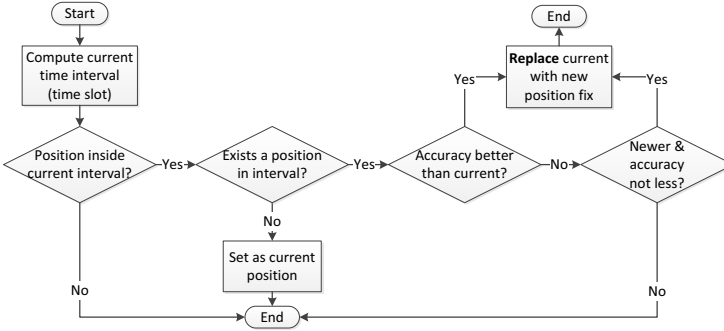 Start
End
Compute current
time interval
(time slot)
Replace current
with new
position fix
Yes
Yes
Position inside
current interval?
Yes
Exists a position
in interval?
Yes
Accuracy better
than current?
No
Newer &
accuracy
not less?
No
Set as current
position
No
No
End